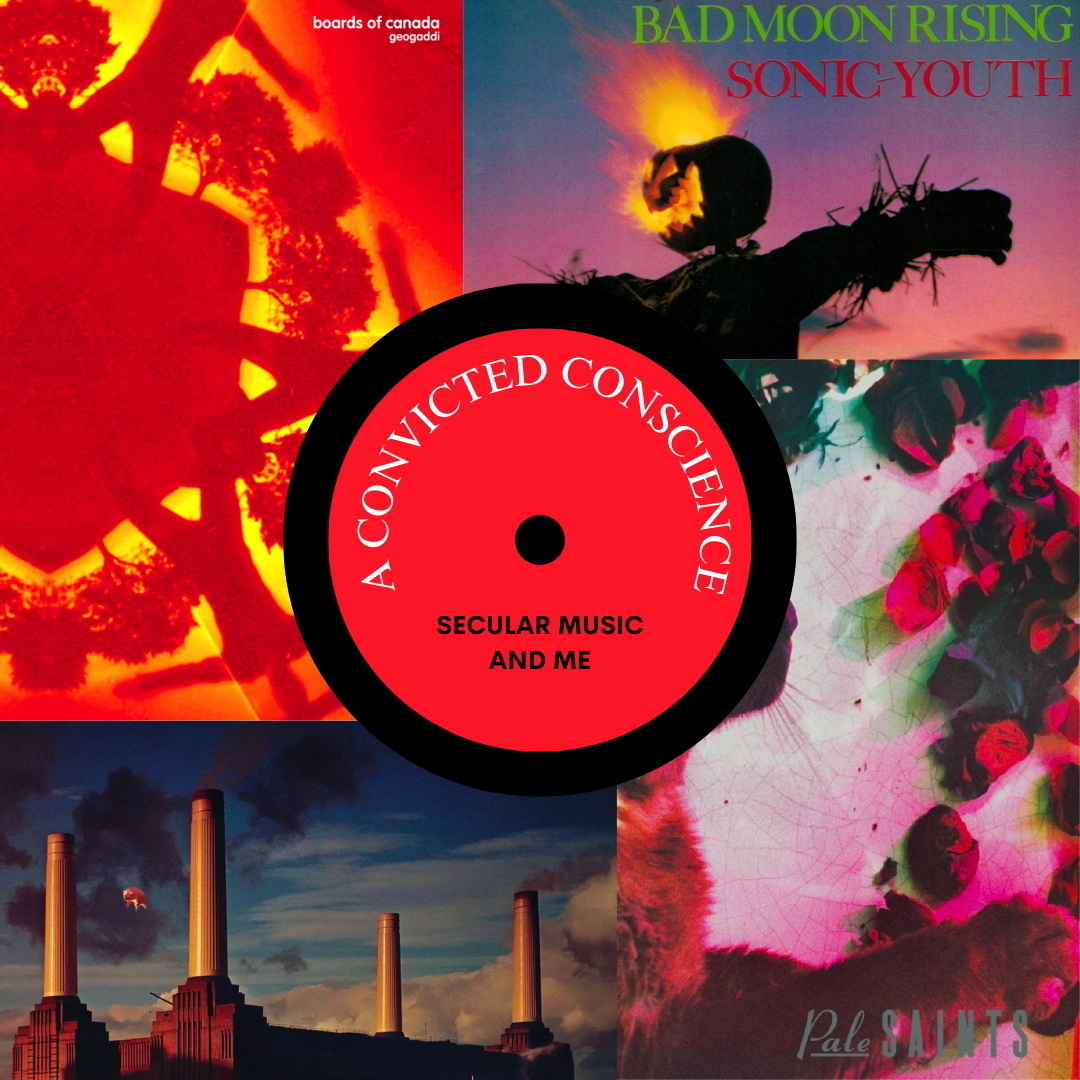 boards of canada
geogaddi
BAD MOON RISING
SONIC-YOUTH
A CONVICTED CONSCIENCE
SECULAR MUSIC
AND ME
Pale SAINTS